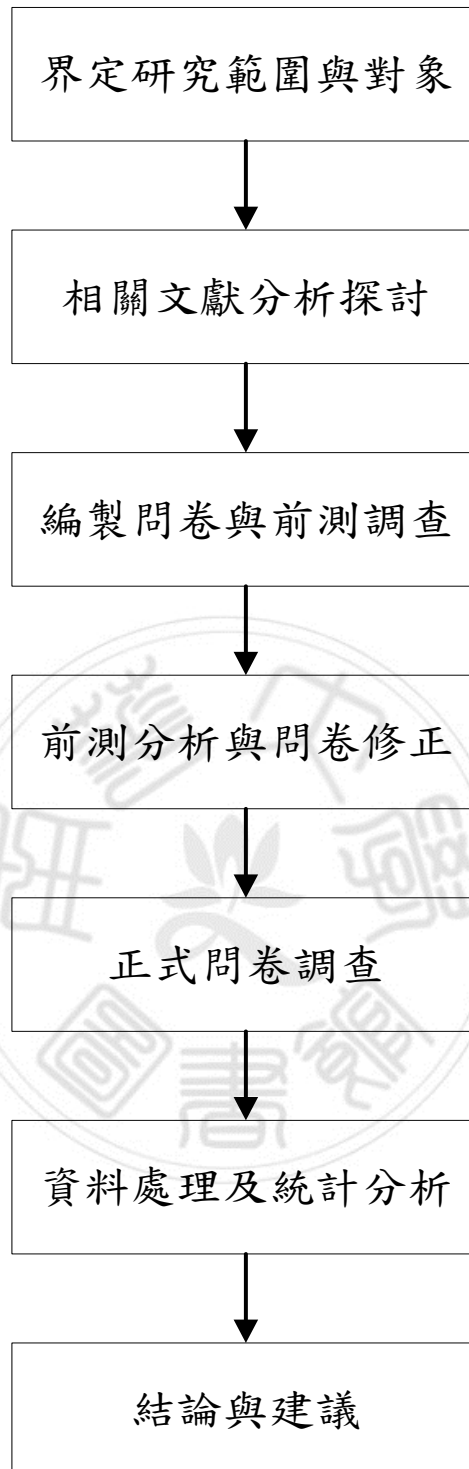 界定研究範圍與對象
相關文獻分析探討
編製問卷與前測調查
前測分析與問卷修正
正式問卷調查
資料處理及統計分析
結論與建議